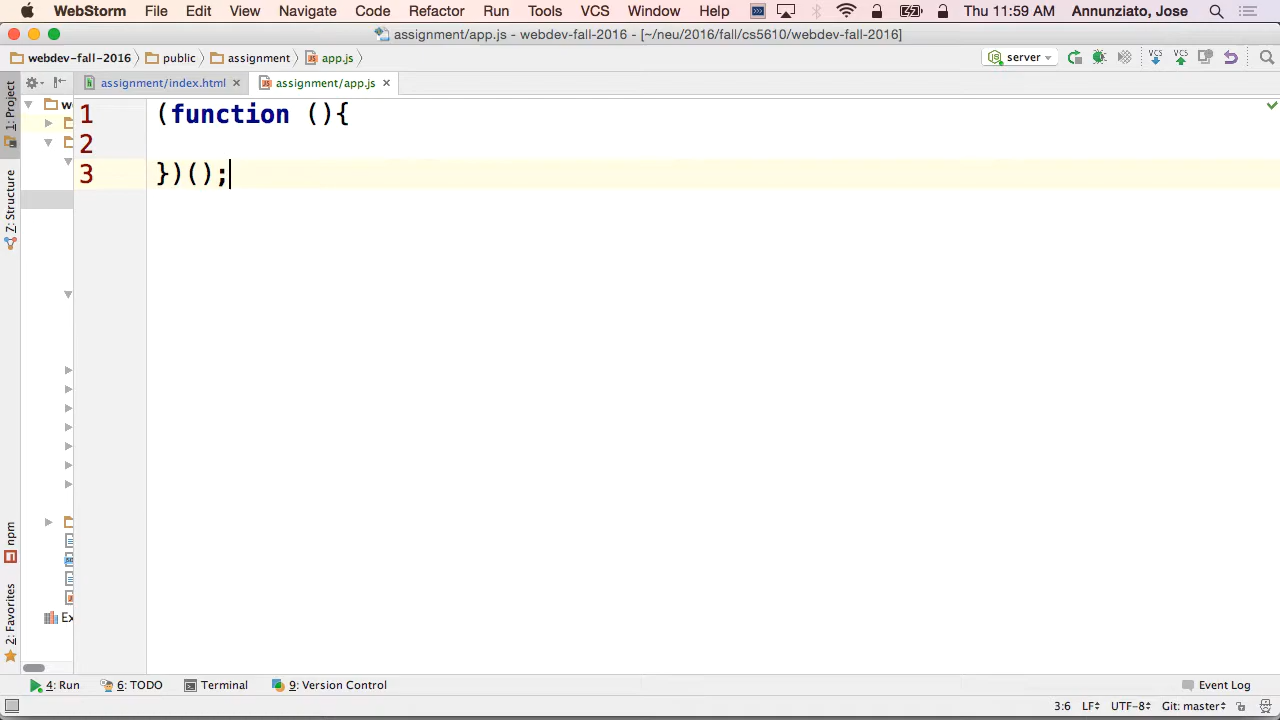 WebStorm File Edit View Navigate Code Refactor Run Tools VCS Window Help Thu 11:59 AM Annunziato, Jose
assignment/app.js - webdev-fall-2016 - [~/neu/2016/fall/cs5610/webdev-fall-2016]
webdev-fall-2016 public assignment app.js server VCS VCS
1: Project
assignment/index.html assignment/app.js
1 (function (){
2
3 })();
w
Z: Structure
npm
2: Favorites
Ex
4: Run 6: TODO Terminal 9: Version Control Event Log
3:6 LF UTF-8 Git: master